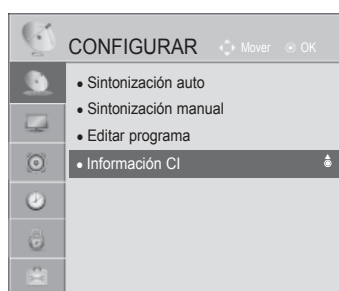 CONFIGURAR Mover OK
• Sintonización auto
• Sintonización manual
• Editar programa
• Información CI